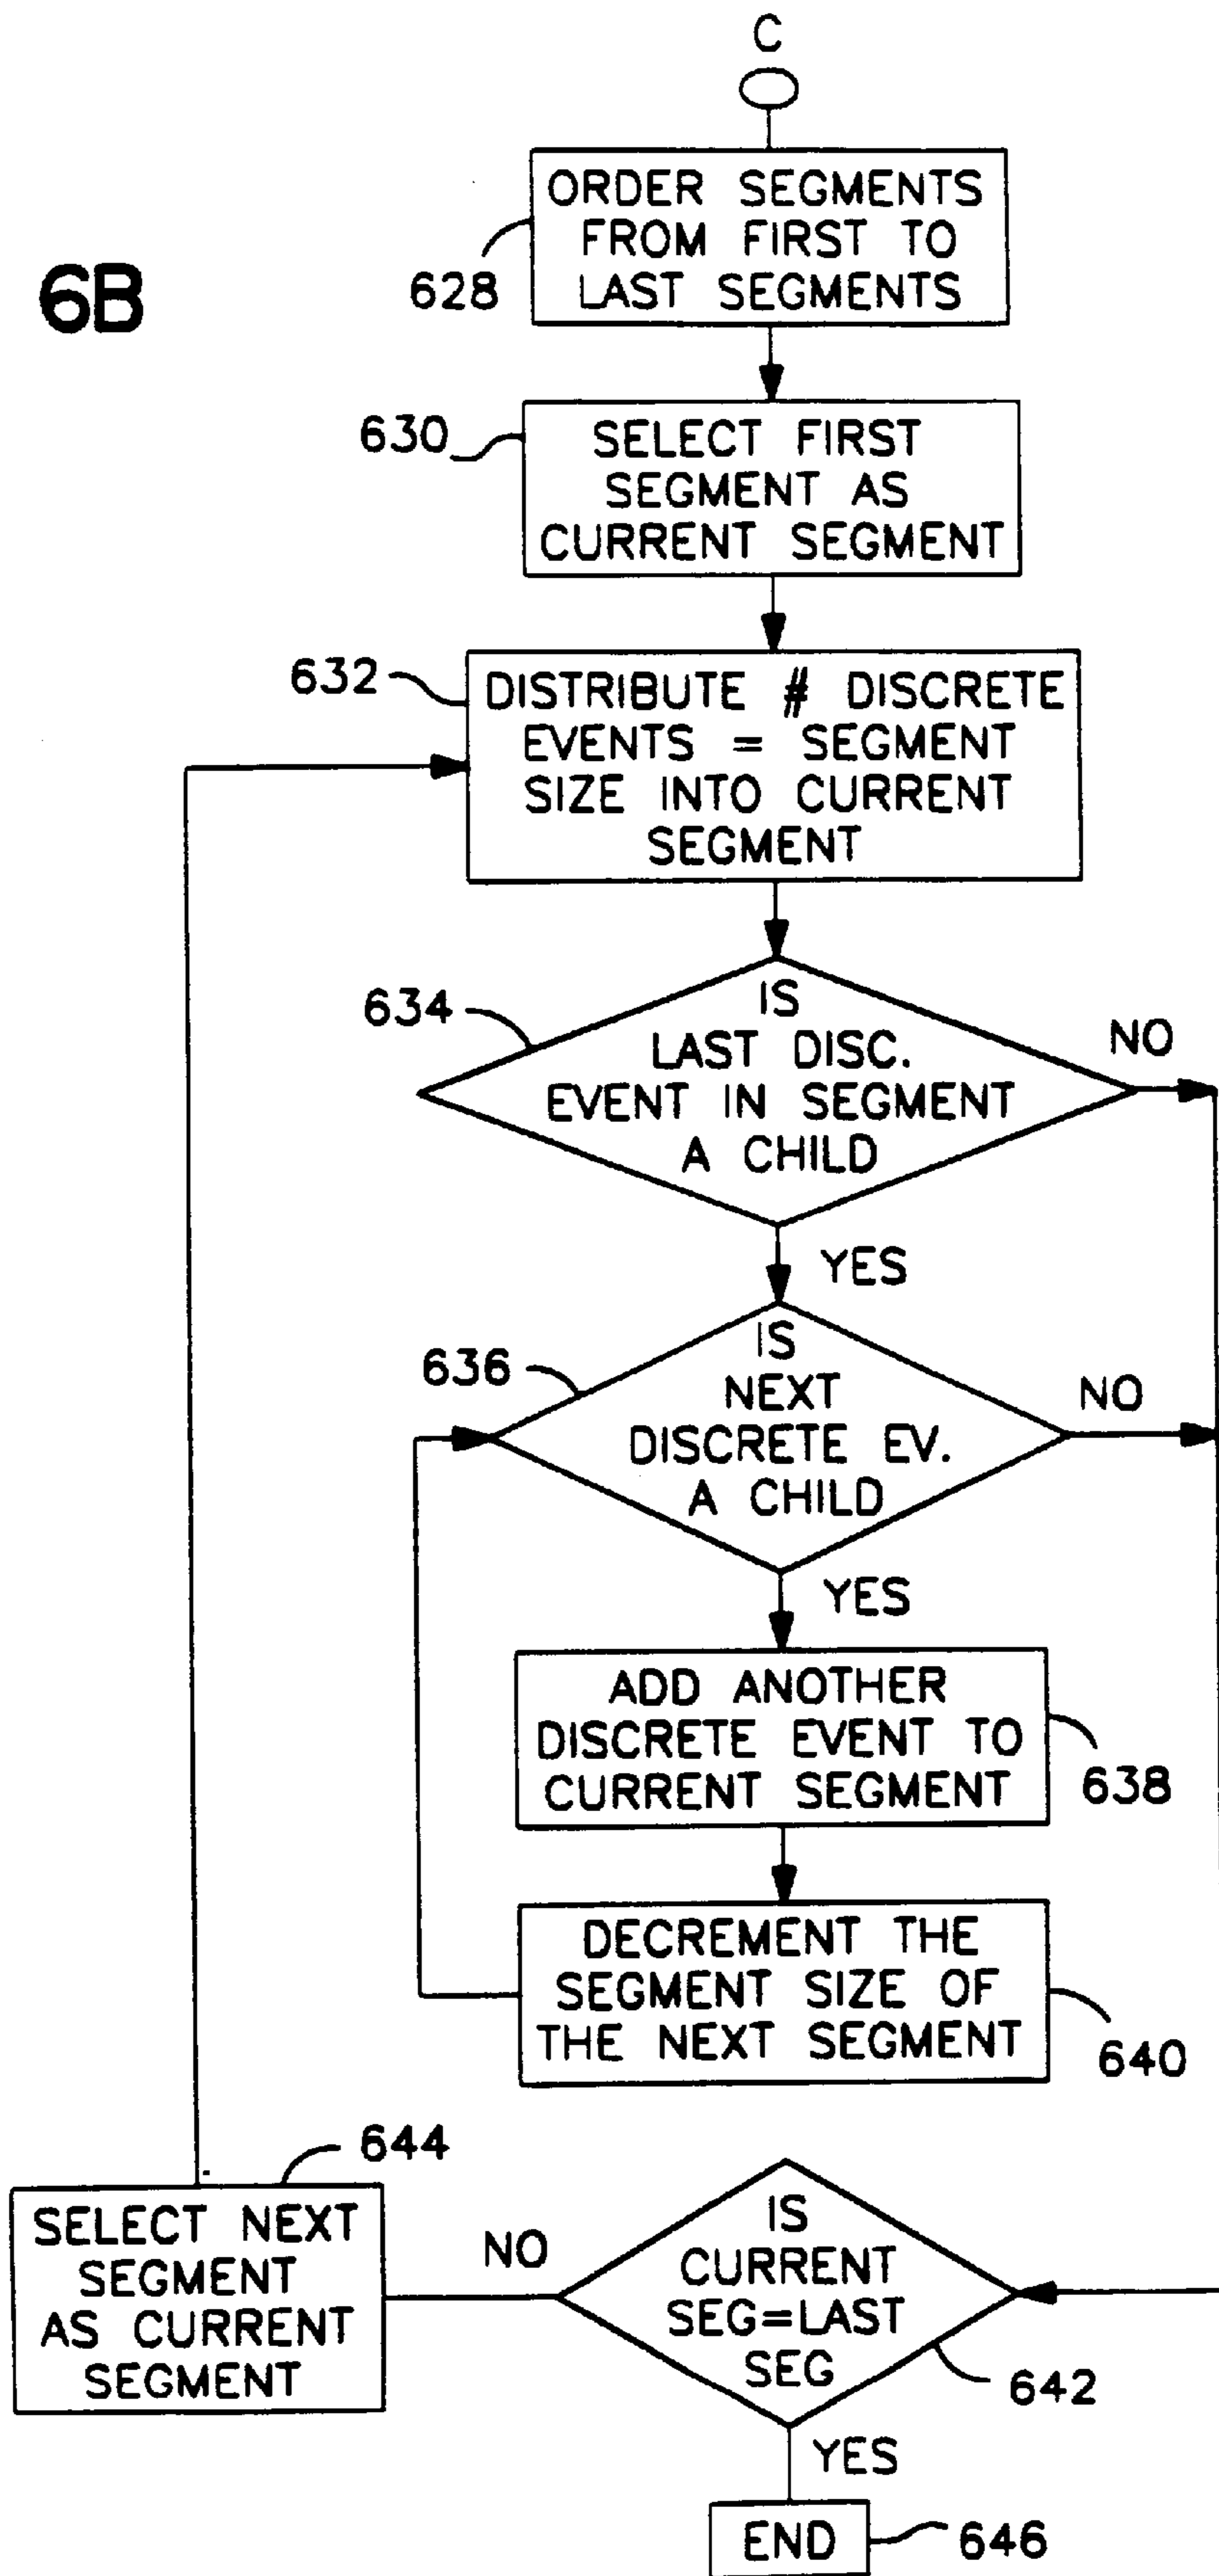 C
ORDER SEGMENTS
FROM FIRST TO
LAST SEGMENTS
628
6B
630
SELECT FIRST
SEGMENT AS
CURRENT SEGMENT
632
DISTRIBUTE # DISCRETE
EVENTS = SEGMENT
SIZE INTO CURRENT
SEGMENT
634
IS
LAST DISC.
EVENT IN SEGMENT
A CHILD
NO
YES
636
IS
NEXT
DISCRETE EV.
A CHILD
NO
YES
ADD ANOTHER
DISCRETE EVENT TO
CURRENT SEGMENT
638
DECREMENT THE
SEGMENT SIZE OF
THE NEXT SEGMENT
640
644
SELECT NEXT
SEGMENT
AS CURRENT
SEGMENT
NO
IS
CURRENT
SEG=LAST
SEG
642
YES
END
646